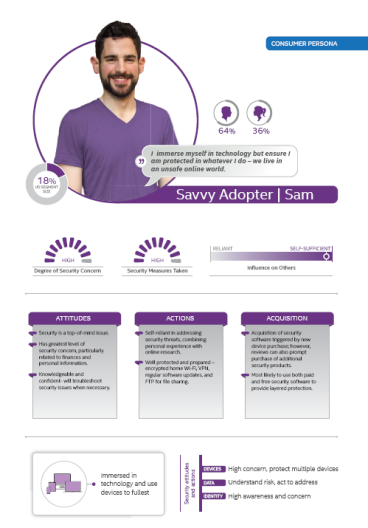 CONSUMER PERSONA
64%
36%
I immerse myself in technology but ensure I
am protected in whatever I do – we live in
an unsafe online world.
18%
US SEGMENT
SIZE
Savvy Adopter | Sam
HIGH
Degree of Security Concern
HIGH
Security Measures Taken
RELIANT
SELF-SUFFICIENT
Influence on Others
ATTITUDES
Security is a top-of-mind issue.
Has greatest level of
security concern, particularly
related to finances and
personal information.
Knowledgeable and
confident- will troubleshoot
security issues when necessary.
ACTIONS
Self-reliant in addressing
security threats, combining
personal experience with
online research.
Well protected and prepared –
encrypted home Wi-Fi, VPN,
regular software updates, and
FTP for file sharing.
ACQUISITION
Acquisition of security
software triggered by new
device purchase; however,
reviews can also prompt
purchase of additional
security products.
Most likely to use both paid
and free security software to
provide layered protection.
Immersed in
technology and use
devices to fullest
Security attitudes
and actions
DEVICES High concern, protect multiple devices
DATA Understand risk, act to address
IDENTITY High awareness and concern